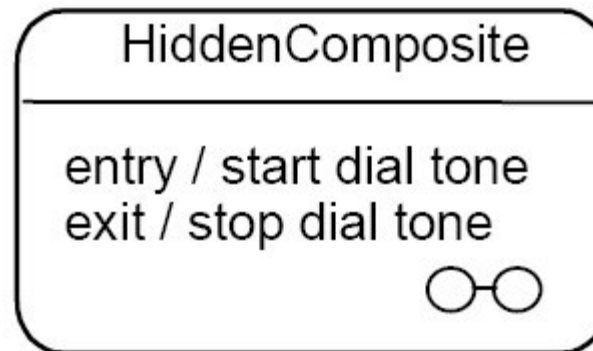 HiddenComposite
entry / start dial tone
exit / stop dial tone